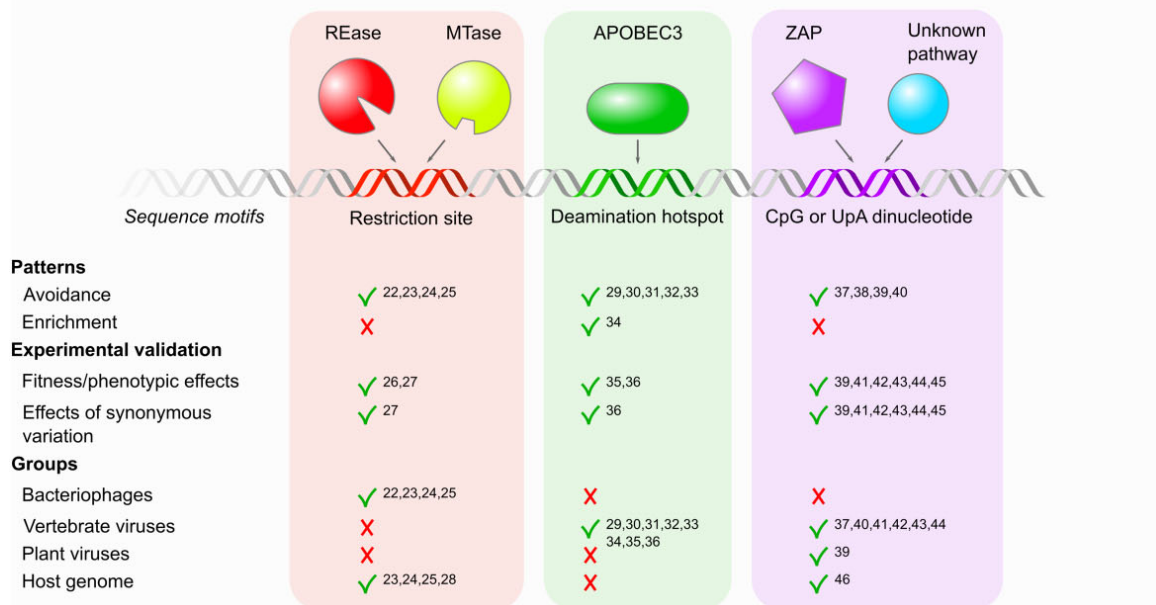 REase MTase APOBEC3 ZAP Unknown
pathway
Sequence motifs Restriction site Deamination hotspot CpG or UpA dinucleotide
Patterns
Avoidance 22,23,24,25 29,30,31,32,33 37,38,39,40
Enrichment 34
Experimental validation
Fitness/phenotypic effects 26,27 35,36 39,41,42,43,44,45
Effects of synonymous 27 36 39,41,42,43,44,45
variation
Groups
Bacteriophages 22,23,24,25
Vertebrate viruses 29,30,31,32,33 37,40,41,42,43,44
34,35,36
Plant viruses 39
Host genome 23,24,25,28 46